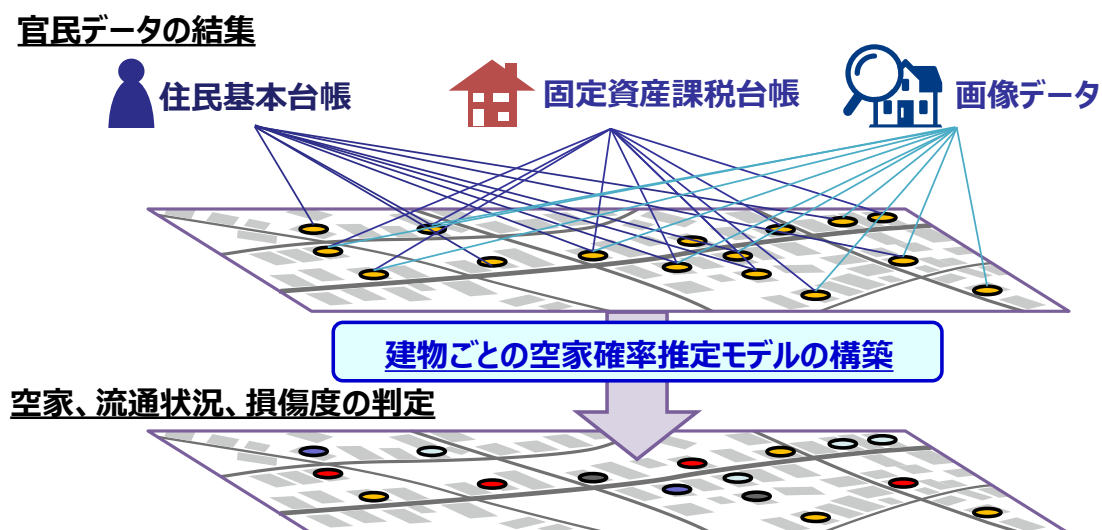 官民データの結集
住民基本台帳
固定資産課税台帳
画像データ
建物ごとの空家確率推定モデルの構築
空家、流通状況、損傷度の判定